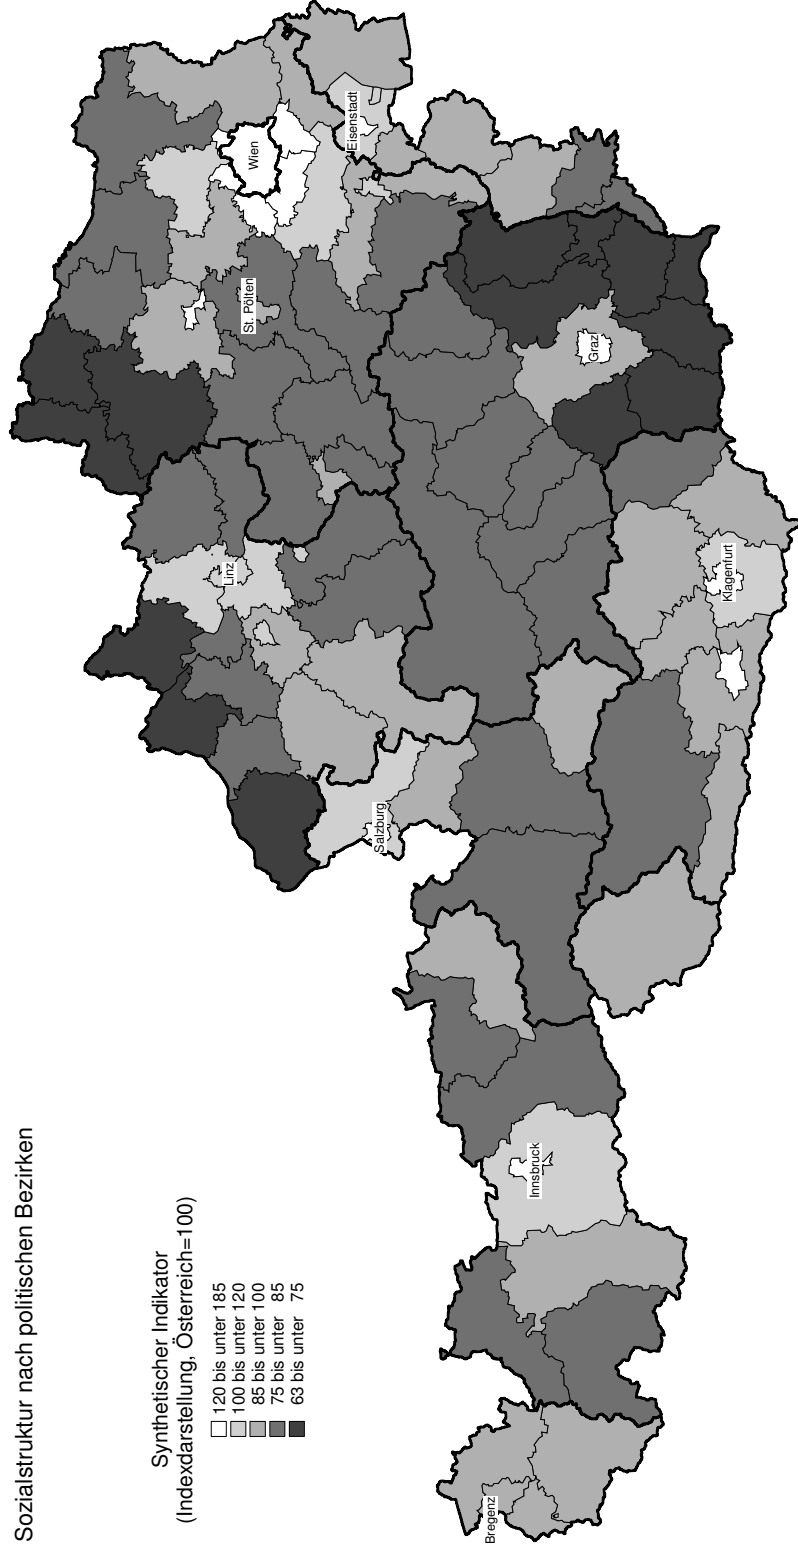 Sozialstruktur nach politischen Bezirken
Synthetischer Indikator
(Indexdarstellung, Österreich=100)
120 bis unter 185
100 bis unter 120
85 bis unter 100
75 bis unter 85
63 bis unter 75
Bregenz
Innsbruck
Salzburg
Linz
St. Pölten
Wien
Eisenstadt
Graz
Klagenfurt